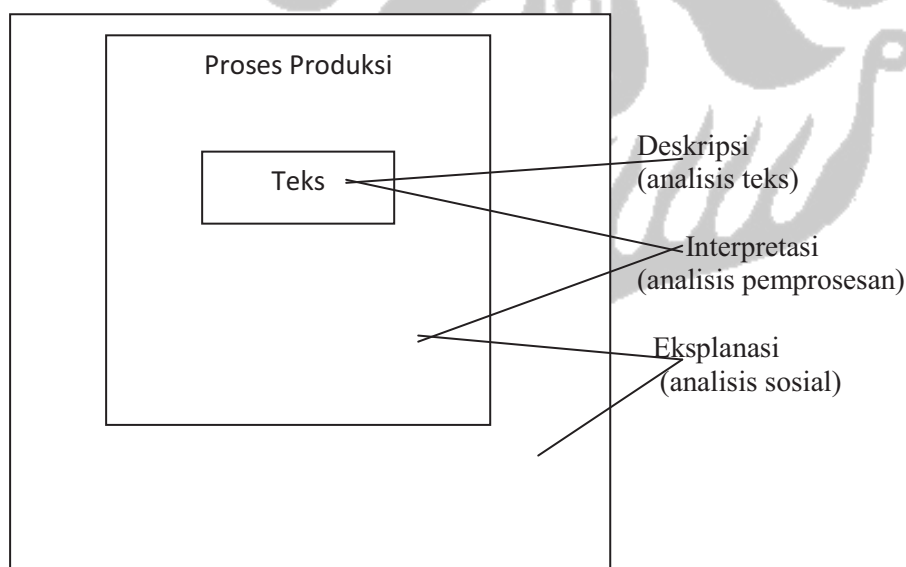 Proses Produksi
Teks
Deskripsi
(analisis teks)
Interpretasi
(analisis pemprosesan)
Eksplanasi
(analisis sosial)